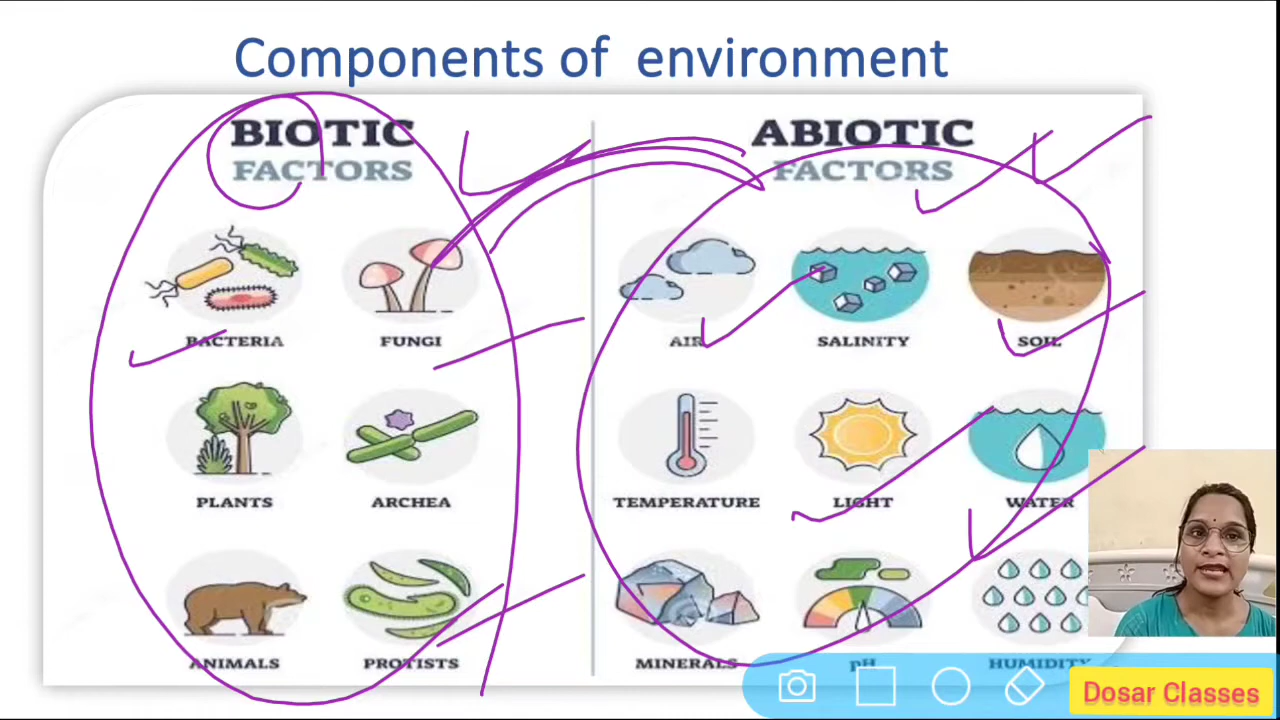 Components of environment
BIOTIC
FACTORS
BACTERIA
FUNGI
PLANTS
ARCHEA
ANIMALS
PROTISTS
ABIOTIC
FACTORS
AIR
SALINITY
SOIL
TEMPERATURE
LIGHT
WATER
MINERALS
pH
HUMIDITY
Dosar Classes